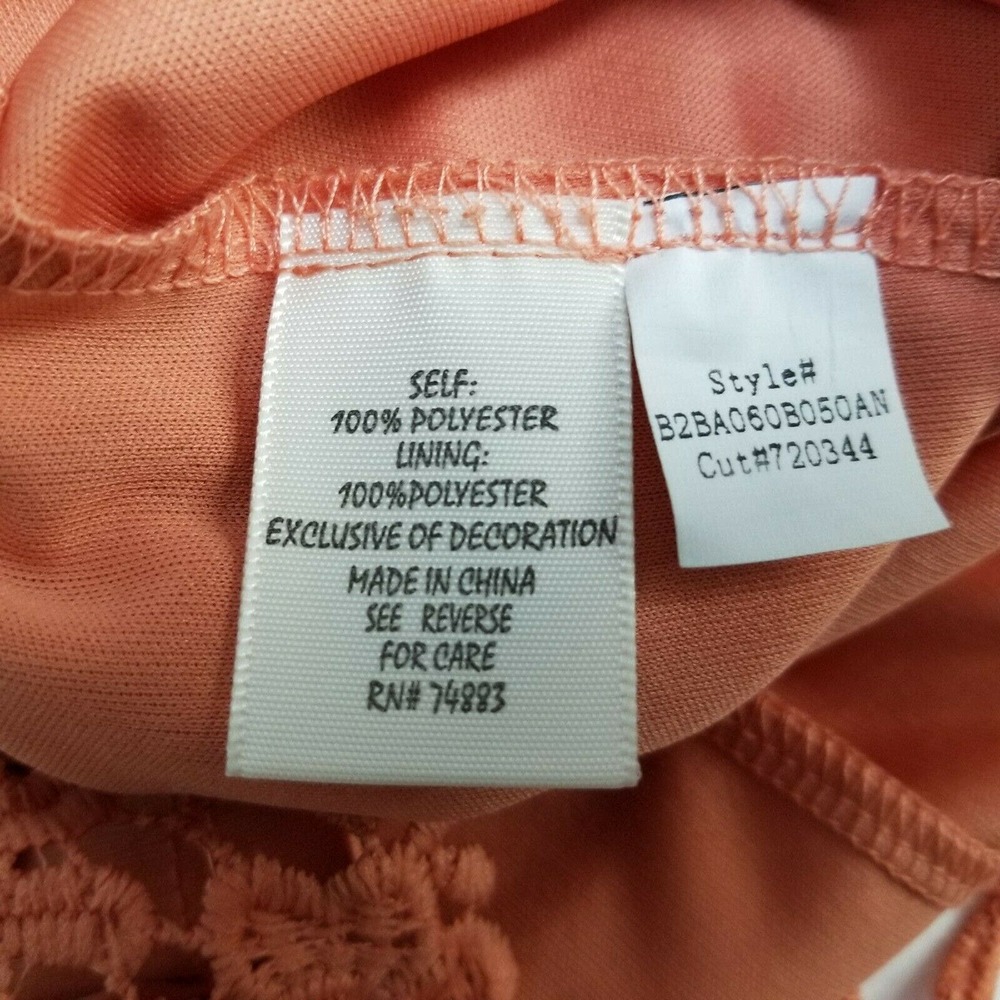 SELF:
100% POLYESTER
LINING:
100%POLYESTER
EXCLUSIVE OF DECORATION
MADE IN CHINA
SEE REVERSE
FOR CARE
RN# 74883
Style#
B2BA060B050AN
Cut#720344